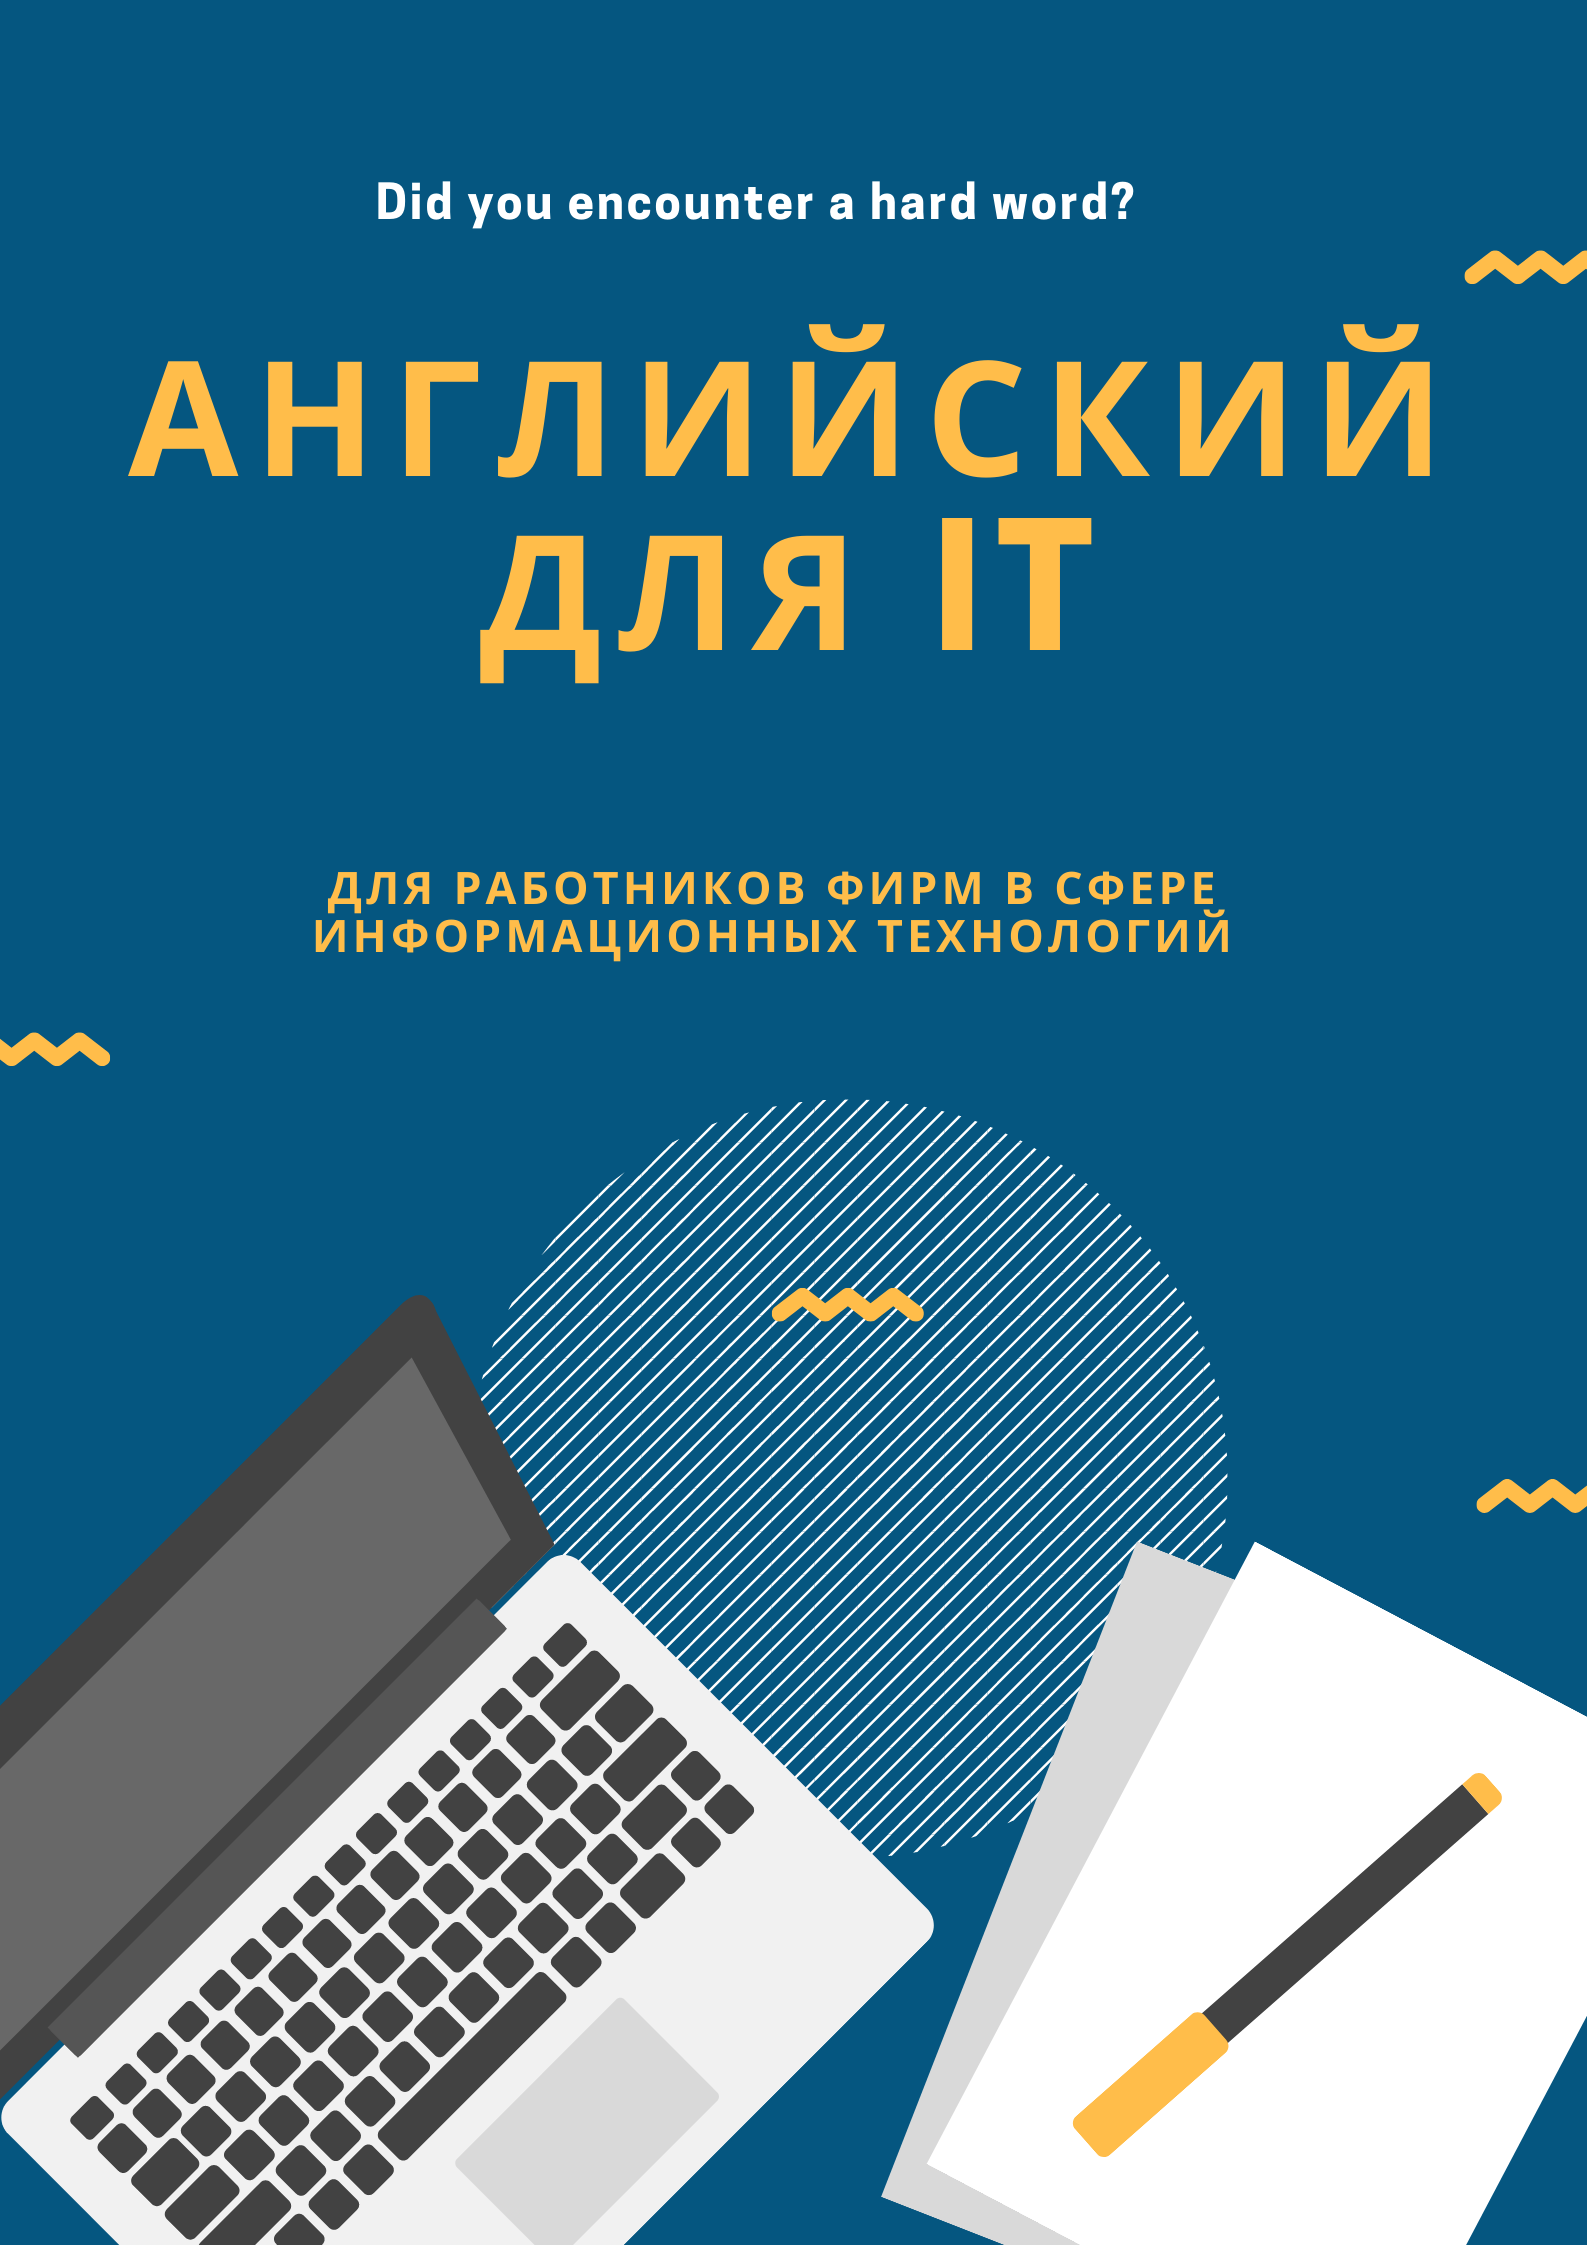 Did you encounter a hard word?
АНГЛИЙСКИЙ
ДЛЯ IT
ДЛЯ РАБОТНИКОВ ФИРМ В СФЕРЕ
ИНФОРМАЦИОННЫХ ТЕХНОЛОГИЙ